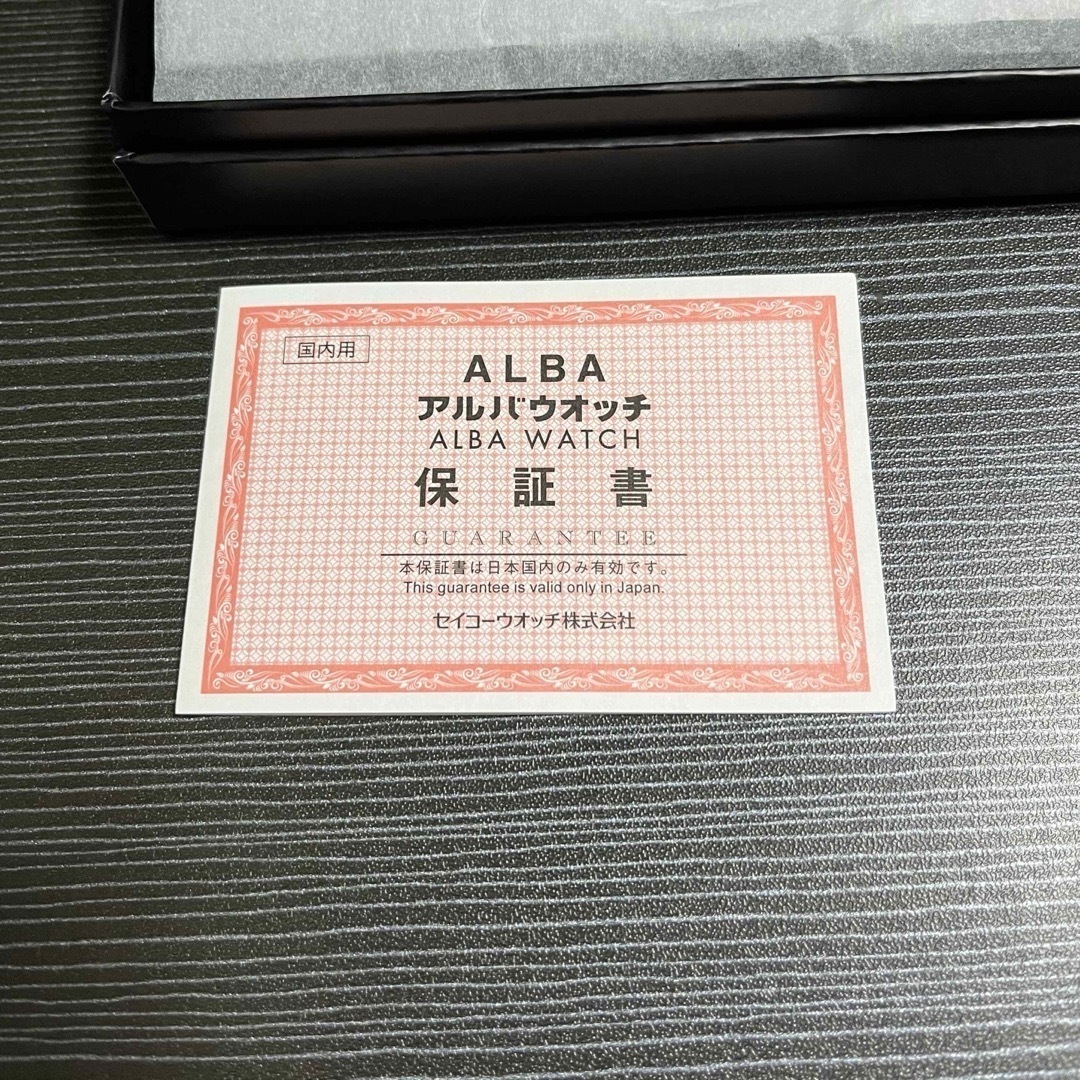 国内用
ALBA
アルバウオッチ
ALBA WATCH
保証書
GUARANTEE
本保証書は日本国内のみ有効です。
This guarantee is valid only in Japan.
セイコーウオッチ株式会社